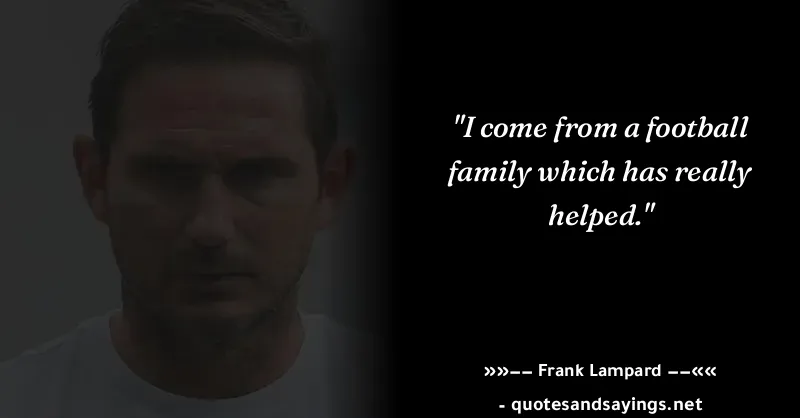 "I come from a football
family which has really
helped."
»»–– Frank Lampard ––««
- quotesandsayings.net